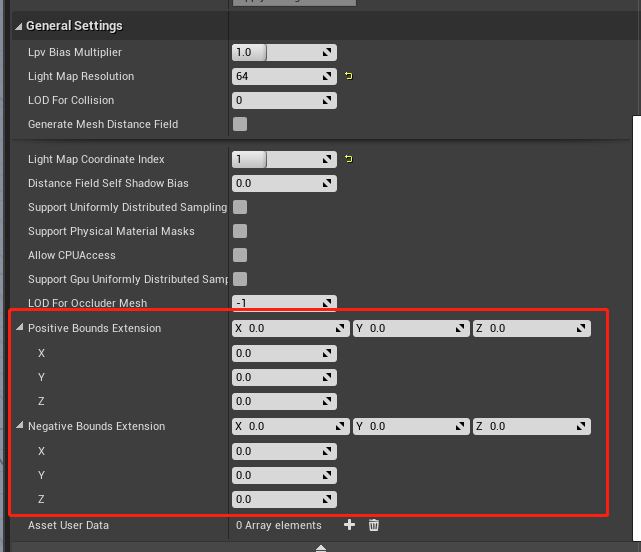 General Settings
Lpv Bias Multiplier 1.0
Light Map Resolution 64
LOD For Collision 0
Generate Mesh Distance Field
Light Map Coordinate Index 1
Distance Field Self Shadow Bias 0.0
Support Uniformly Distributed Sampling
Support Physical Material Masks
Allow CPUAccess
Support Gpu Uniformly Distributed Samp
LOD For Occluder Mesh -1
Positive Bounds Extension X 0.0 Y 0.0 Z 0.0
X 0.0
Y 0.0
Z 0.0
Negative Bounds Extension X 0.0 Y 0.0 Z 0.0
X 0.0
Y 0.0
Z 0.0
Asset User Data 0 Array elements